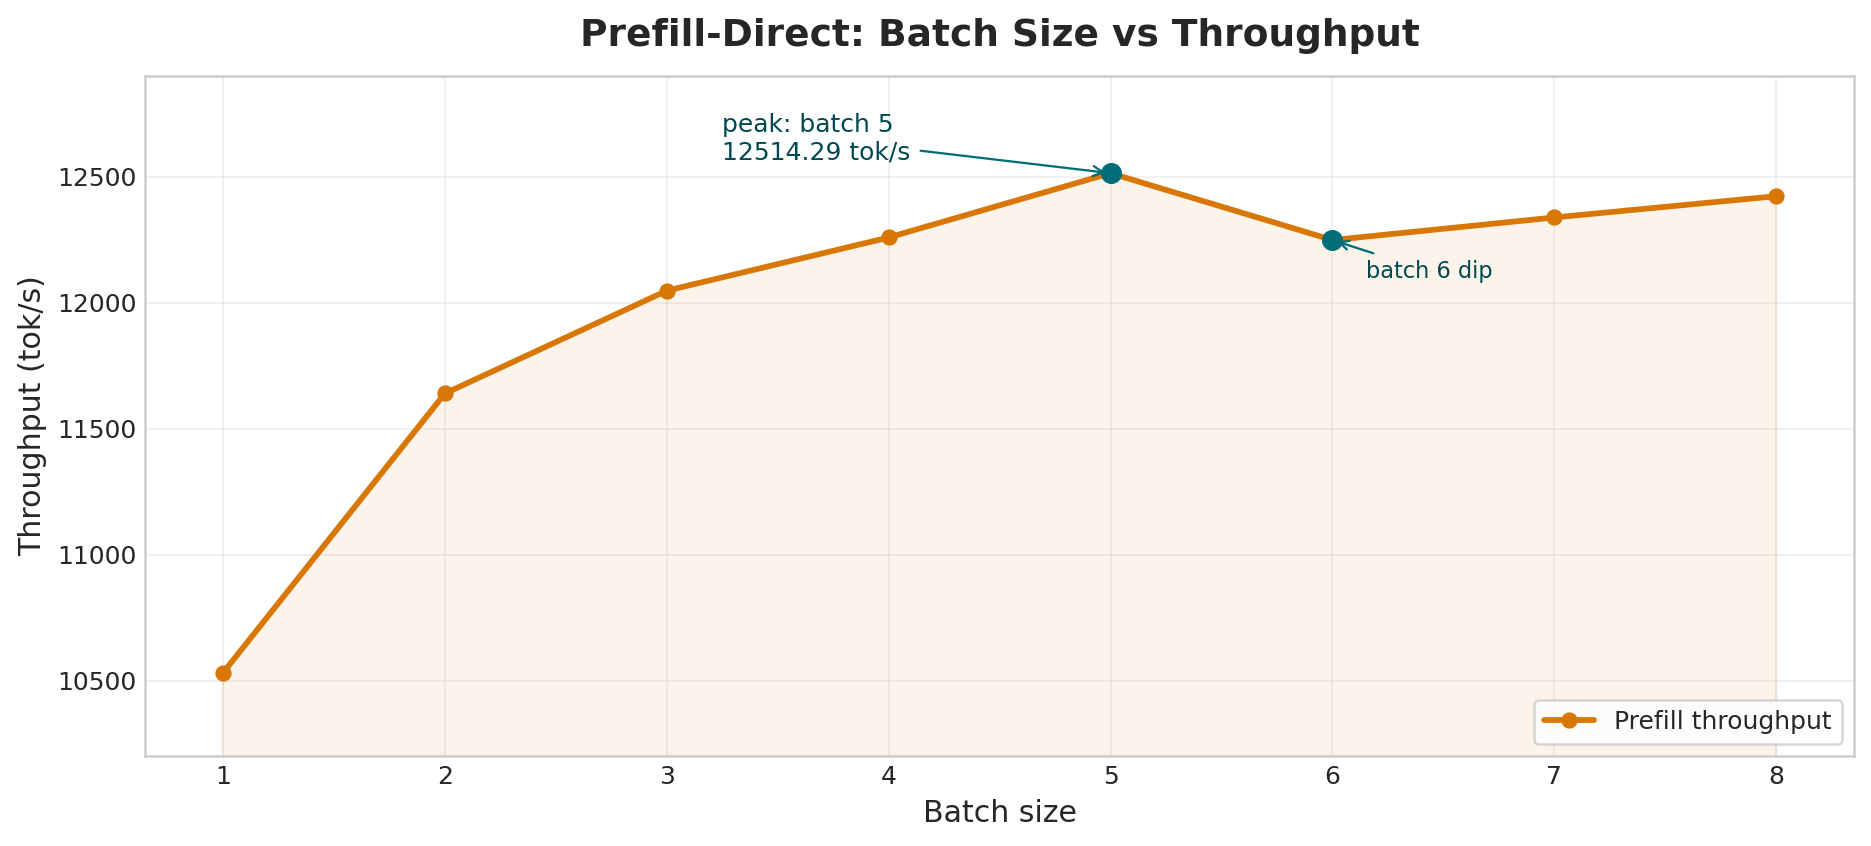 Prefill-Direct: Batch Size vs Throughput
peak: batch 5
12514.29 tok/s
batch 6 dip
Throughput (tok/s)
12500
12000
11500
11000
10500
Prefill throughput
1 2 3 4 5 6 7 8
Batch size